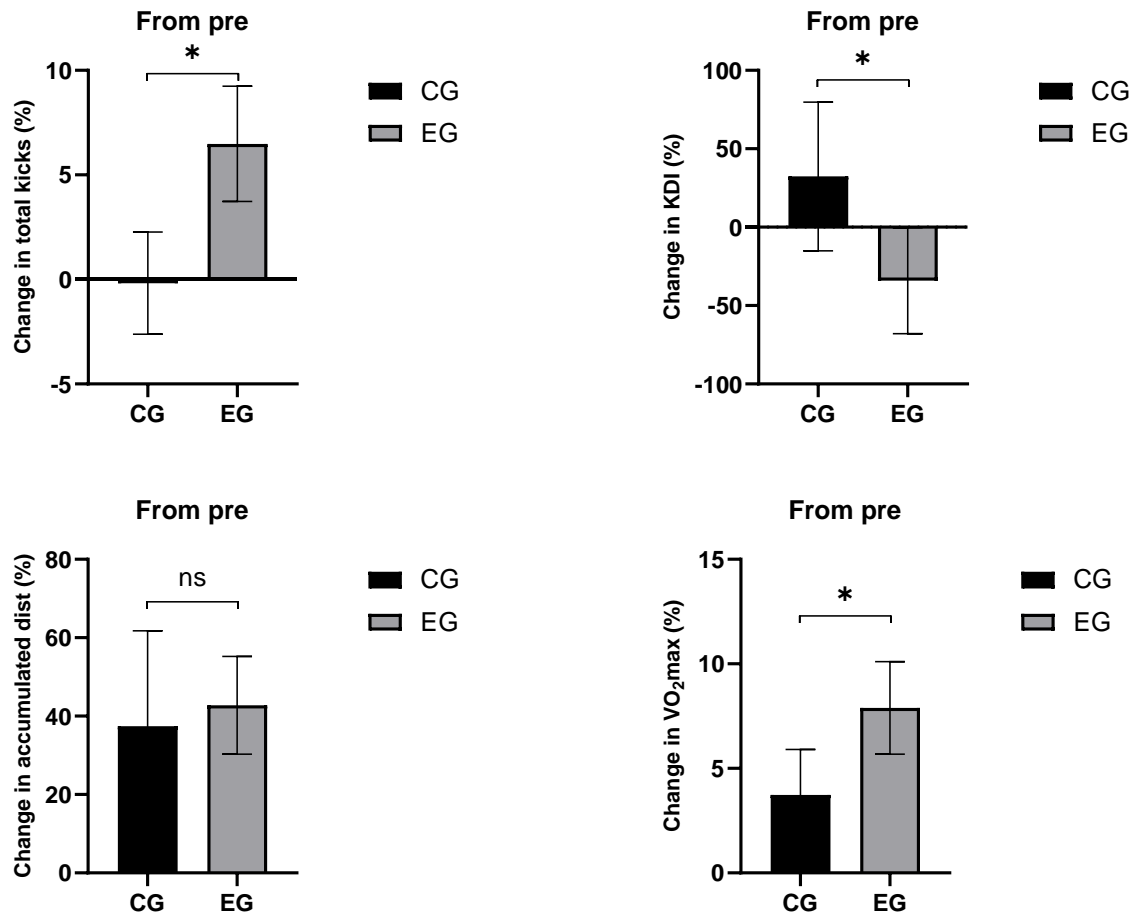 From pre
*
10
5
0
-5
Change in total kicks (%)
CG
EG
CG
EG
From pre
*
100
50
0
-50
-100
Change in KDI (%)
CG
EG
CG
EG
From pre
ns
80
60
40
20
0
Change in accumulated dist (%)
CG
EG
CG
EG
From pre
*
15
10
5
0
Change in VO₂max (%)
CG
EG
CG
EG